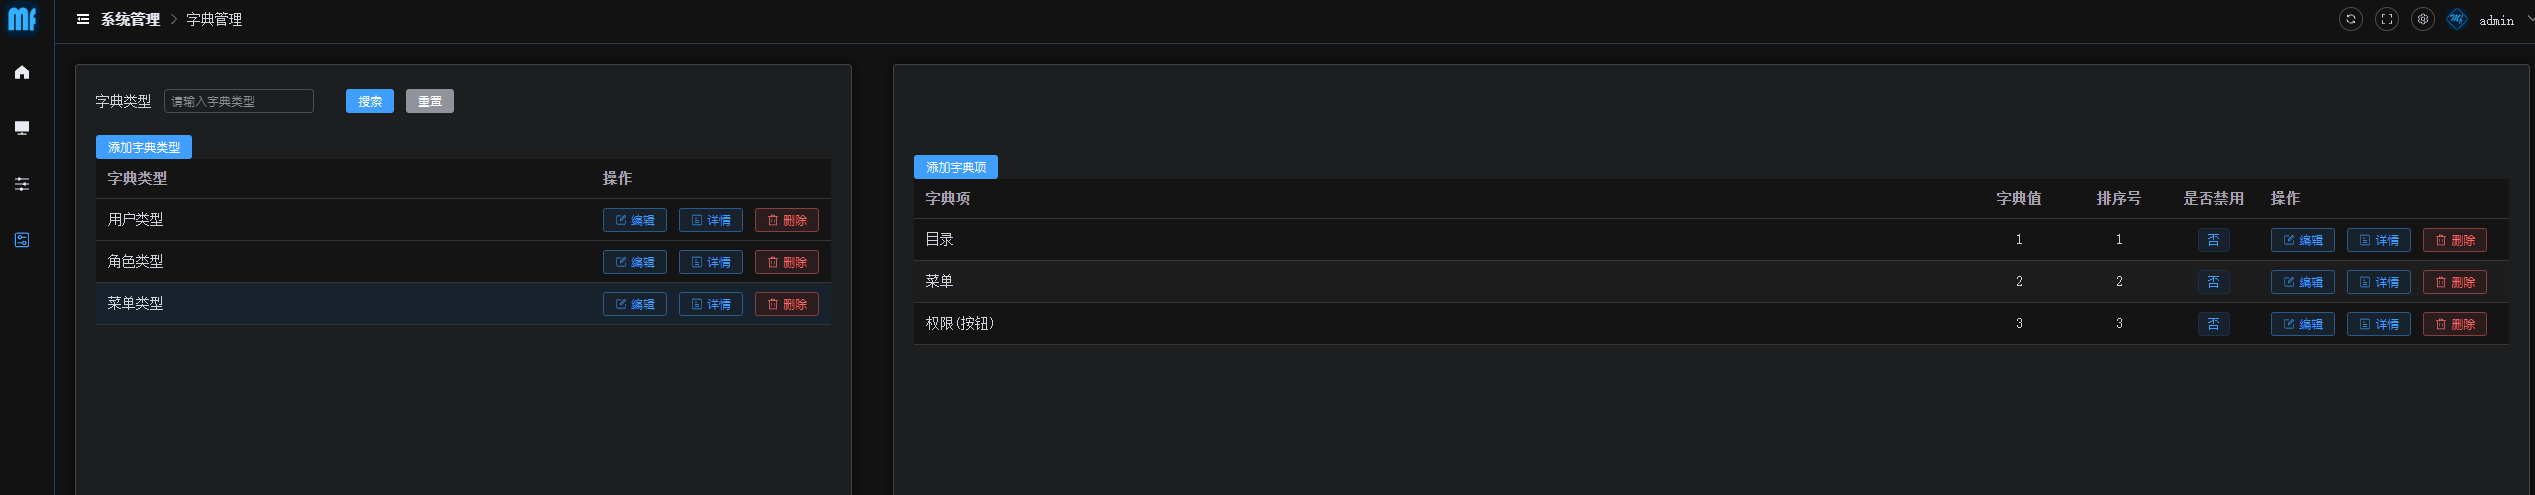 系统管理 > 字典管理
admin
字典类型 请输入字典类型 搜索 重置
添加字典类型
字典类型 操作
用户类型 编辑 详情 删除
角色类型 编辑 详情 删除
菜单类型 编辑 详情 删除
添加字典项
字典项 字典值 排序号 是否禁用 操作
目录 1 1 否 编辑 详情 删除
菜单 2 2 否 编辑 详情 删除
权限(按钮) 3 3 否 编辑 详情 删除